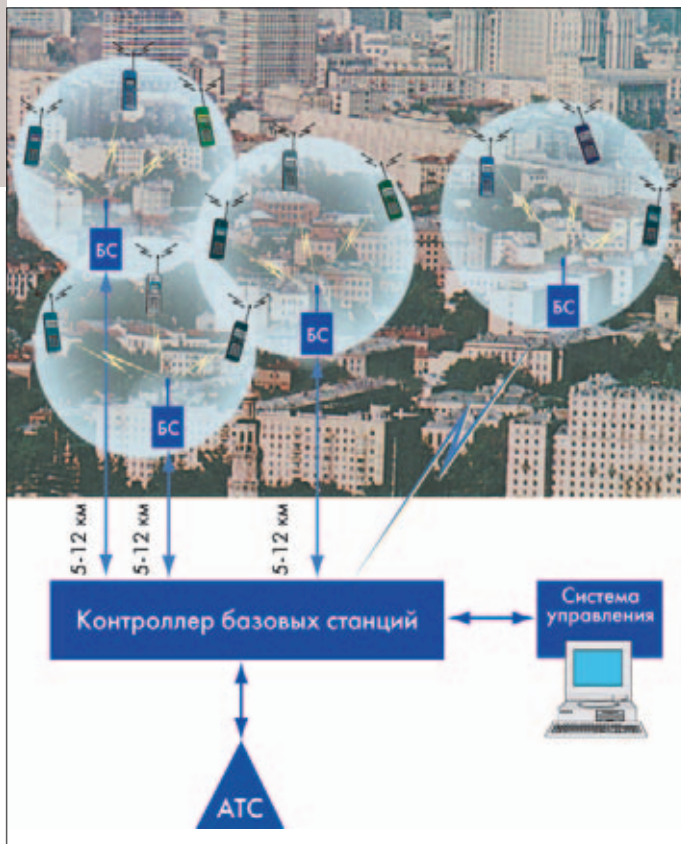 БС
БС
БС
БС
5-12 км
5-12 км
5-12 км
Контроллер базовых станций
Система
управления
АТС